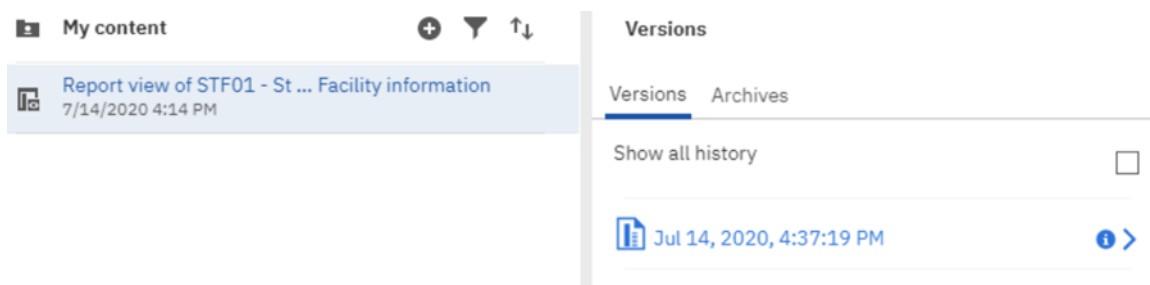 My content
Report view of STF01 - St ... Facility information
7/14/2020 4:14 PM
Versions
Versions Archives
Show all history
Jul 14, 2020, 4:37:19 PM